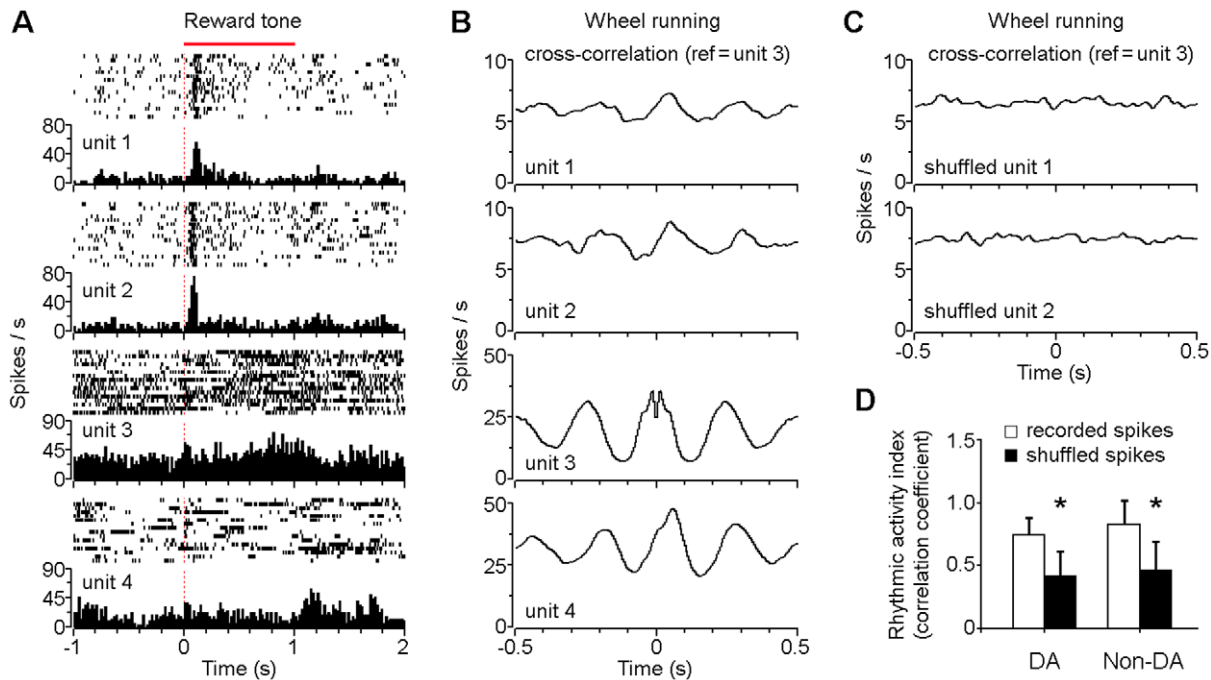 A
Reward tone
Spikes / s
80
40
0
unit 1
80
40
0
unit 2
90
45
0
unit 3
90
45
0
unit 4
-1 0 1 2
Time (s)
B
Wheel running
cross-correlation (ref = unit 3)
Spikes / s
10
5
0
unit 1
10
5
0
unit 2
50
25
0
unit 3
50
25
0
unit 4
-0.5 0 0.5
Time (s)
C
Wheel running
cross-correlation (ref = unit 3)
Spikes / s
10
5
0
shuffled unit 1
10
5
0
shuffled unit 2
-0.5 0 0.5
Time (s)
D
Rhythmic activity index
(correlation coefficient)
1.5
1.0
0.5
0
recorded spikes
shuffled spikes
* *
DA Non-DA